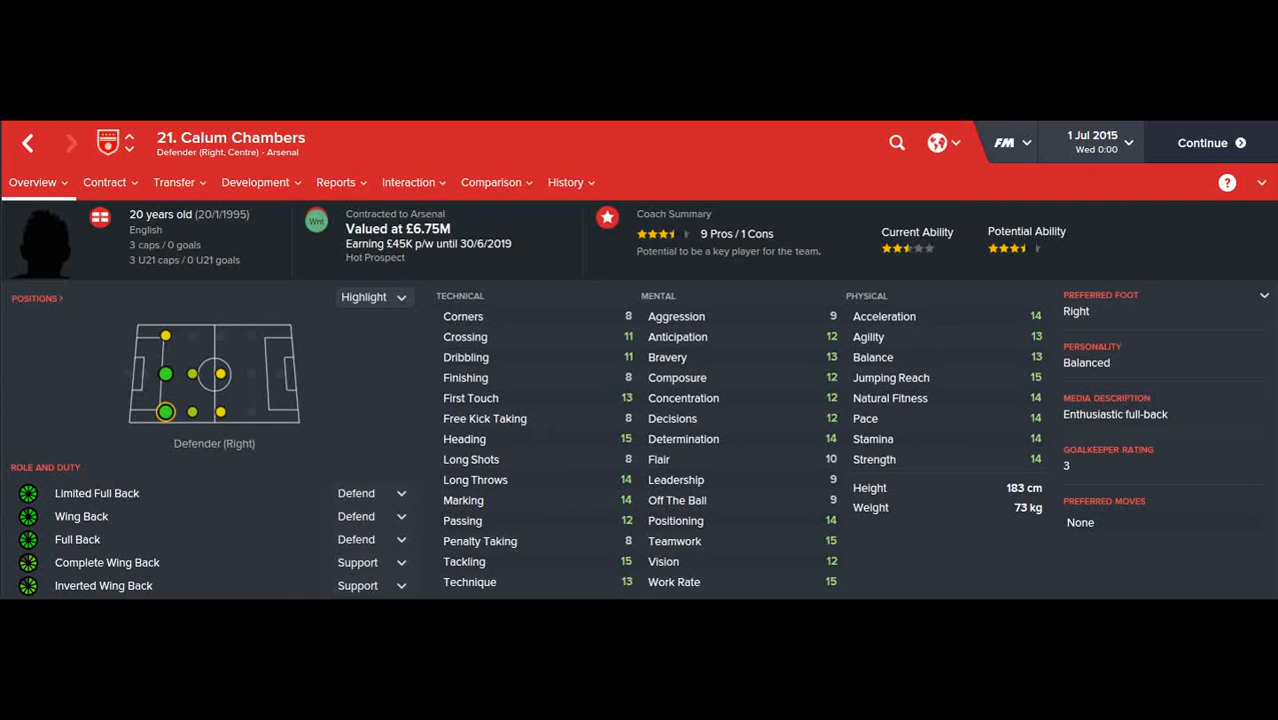 21. Calum Chambers
Defender (Right, Centre) - Arsenal
FM
1 Jul 2015
Wed 0:00
Continue
Overview Contract Transfer Development Reports Interaction Comparison History
?
20 years old (20/1/1995)
English
3 caps / 0 goals
3 U21 caps / 0 U21 goals
Wnt
Contracted to Arsenal
Valued at £6.75M
Earning £45K p/w until 30/6/2019
Hot Prospect
Coach Summary
9 Pros / 1 Cons
Potential to be a key player for the team.
Current Ability
Potential Ability
POSITIONS >
Highlight
Defender (Right)
ROLE AND DUTY
Limited Full Back Defend
Wing Back Defend
Full Back Defend
Complete Wing Back Support
Inverted Wing Back Support
TECHNICAL
Corners 8
Crossing 11
Dribbling 11
Finishing 8
First Touch 13
Free Kick Taking 8
Heading 15
Long Shots 8
Long Throws 14
Marking 14
Passing 12
Penalty Taking 8
Tackling 15
Technique 13
MENTAL
Aggression 9
Anticipation 12
Bravery 13
Composure 12
Concentration 12
Decisions 12
Determination 14
Flair 10
Leadership 9
Off The Ball 9
Positioning 14
Teamwork 15
Vision 12
Work Rate 15
PHYSICAL
Acceleration 14
Agility 13
Balance 13
Jumping Reach 15
Natural Fitness 14
Pace 14
Stamina 14
Strength 14
Height 183 cm
Weight 73 kg
PREFERRED FOOT
Right
PERSONALITY
Balanced
MEDIA DESCRIPTION
Enthusiastic full-back
GOALKEEPER RATING
3
PREFERRED MOVES
None